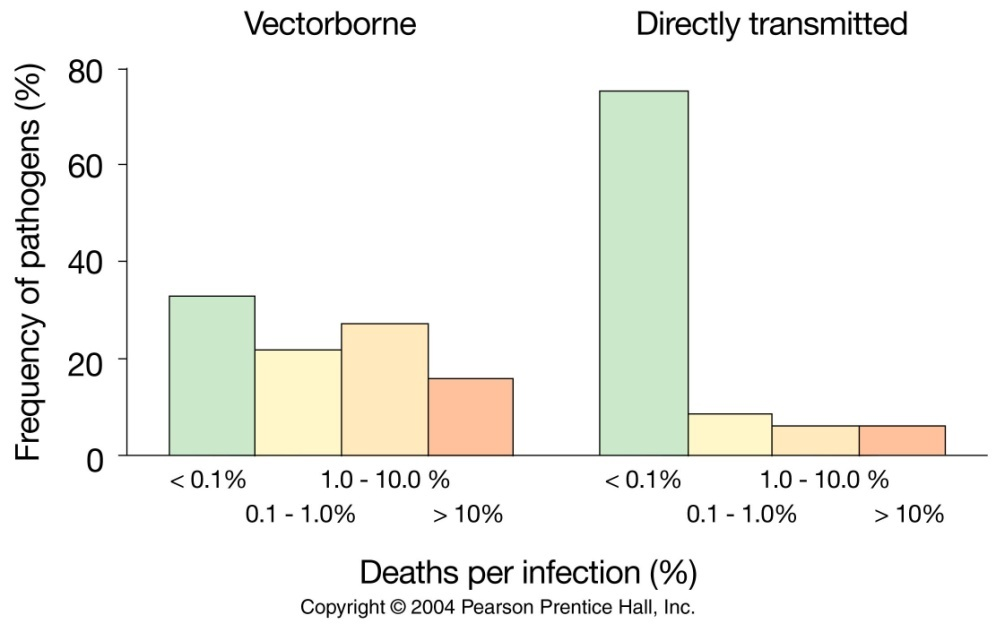 Vectorborne
Directly transmitted
Frequency of pathogens (%)
80
60
40
20
0
< 0.1%
0.1 - 1.0%
1.0 - 10.0 %
> 10%
< 0.1%
0.1 - 1.0%
1.0 - 10.0 %
> 10%
Deaths per infection (%)
Copyright © 2004 Pearson Prentice Hall, Inc.